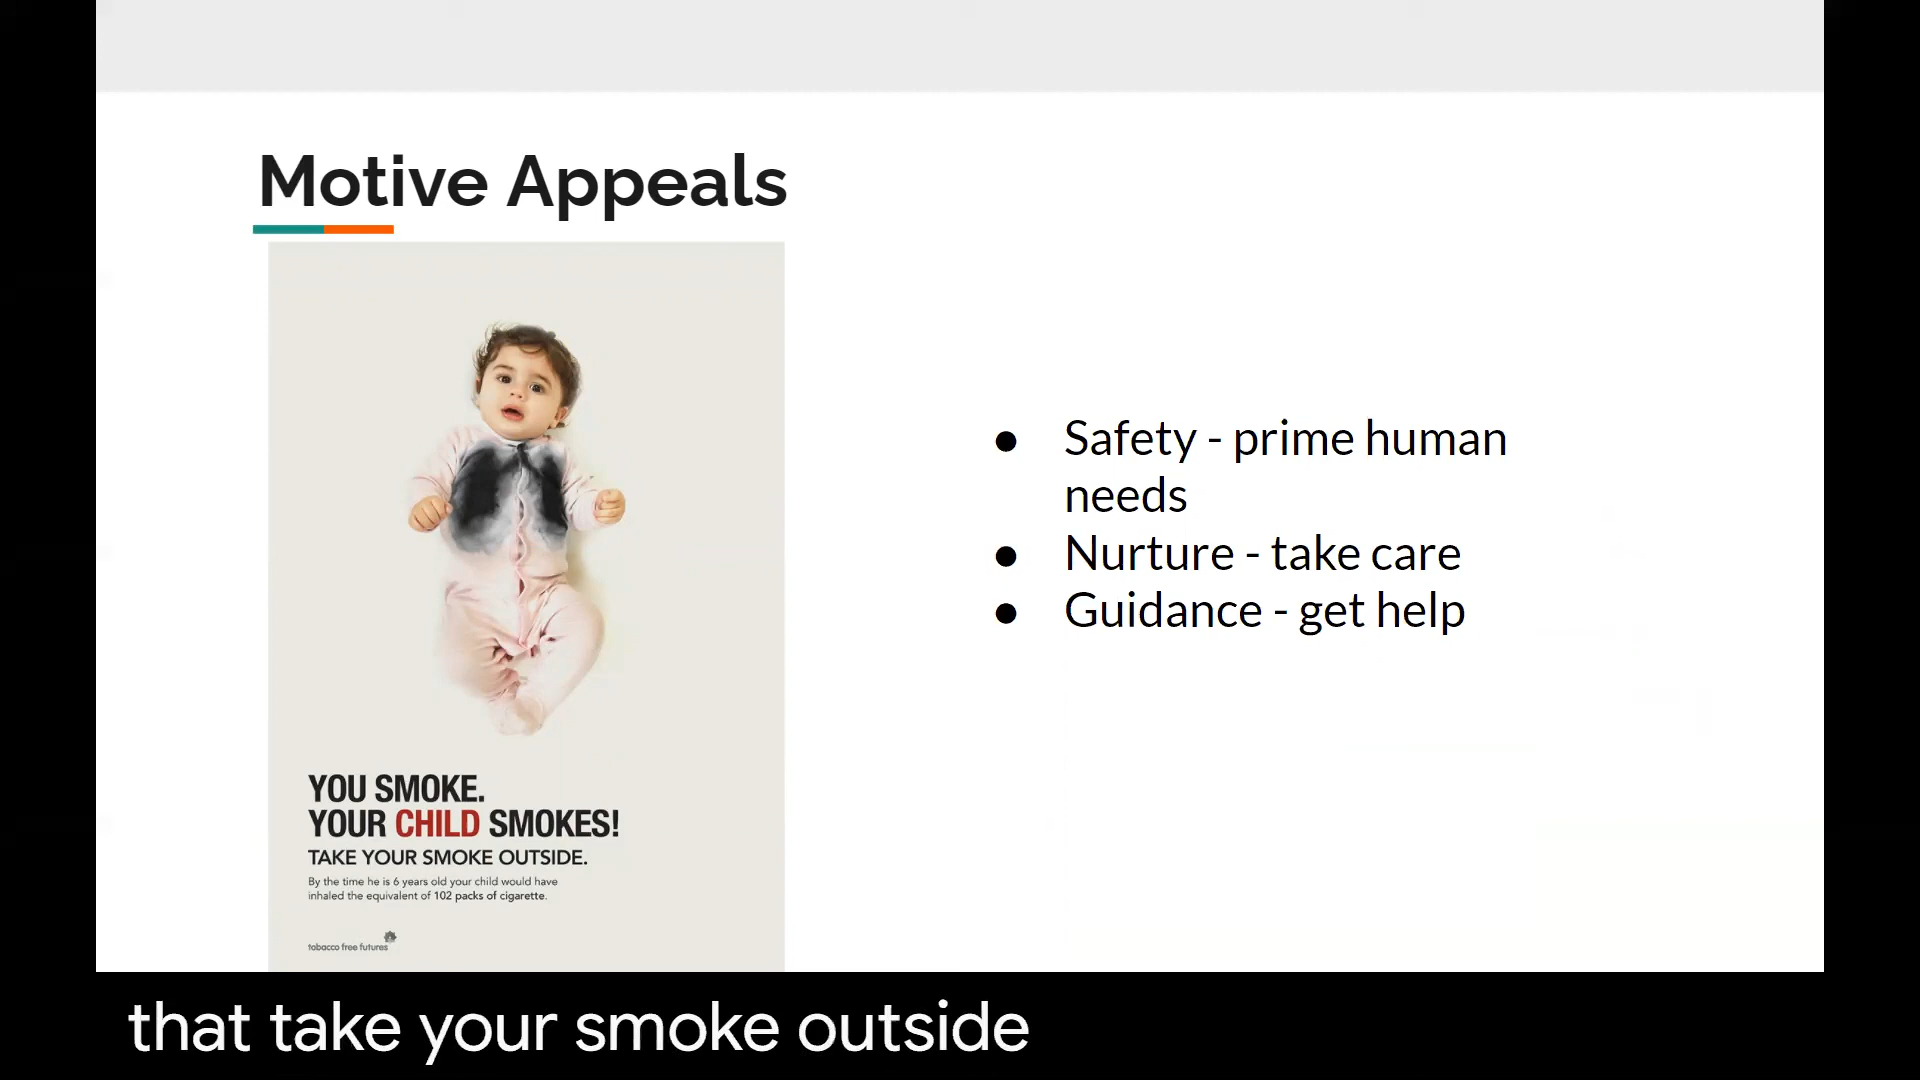 Motive Appeals
YOU SMOKE.
YOUR CHILD SMOKES!
TAKE YOUR SMOKE OUTSIDE.
By the time he is 6 years old your child would have
inhaled the equivalent of 102 packs of cigarette.
tobacco free futures
● Safety - prime human
needs
● Nurture - take care
● Guidance - get help
that take your smoke outside